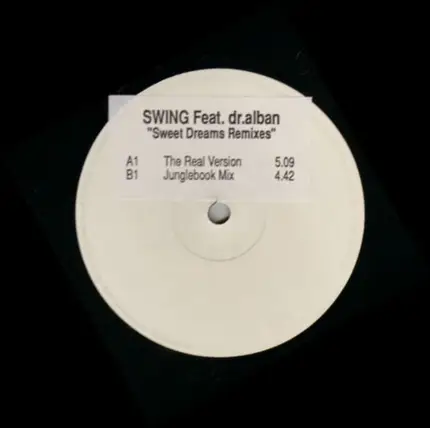 SWING Feat. dr.alban
"Sweet Dreams Remixes"
A1 The Real Version 5.09
B1 Junglebook Mix 4.42